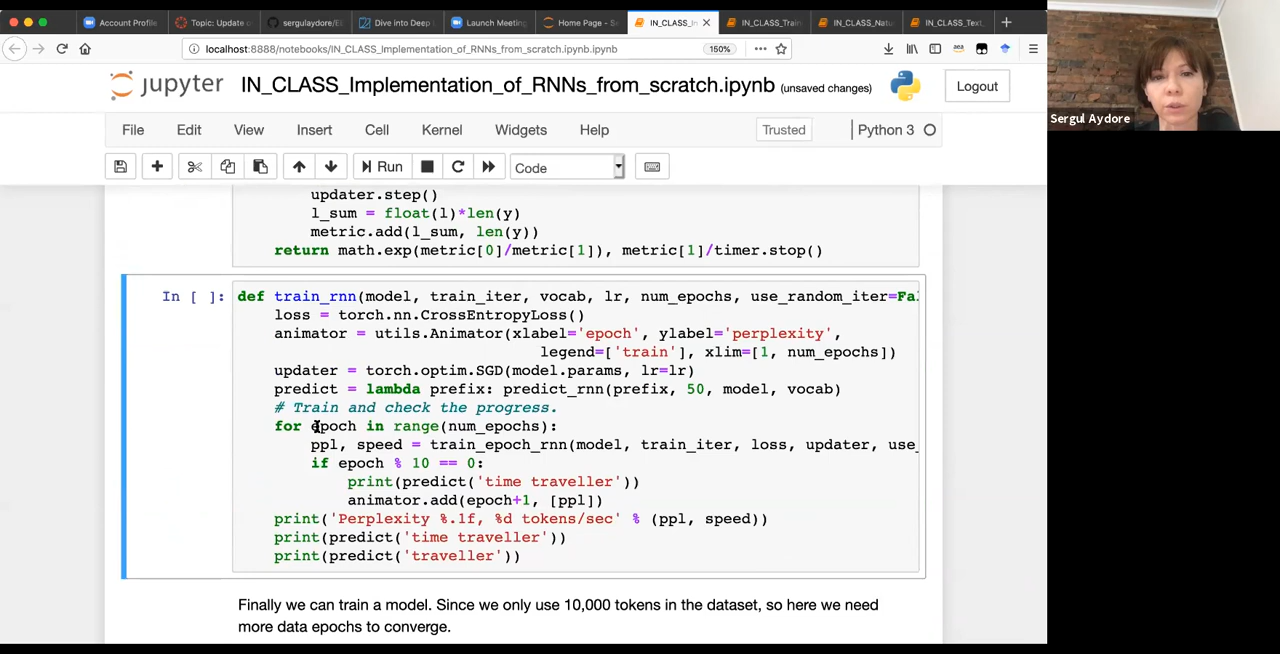 Account Profile
Topic: Update o
sergulaydore/E
Dive into Deep
Launch Meeting
Home Page - S
IN_CLASS_I
IN_CLASS_Train
IN_CLASS_Natu
IN_CLASS_Text_
localhost:8888/notebooks/IN_CLASS_Implementation_of_RNNs_from_scratch.ipynb.ipynb
150%
jupyter IN_CLASS_Implementation_of_RNNs_from_scratch.ipynb (unsaved changes)
Logout
File Edit View Insert Cell Kernel Widgets Help
Trusted
Python 3
Run
Code
updater.step()
l_sum = float(l)*len(y)
metric.add(l_sum, len(y))
return math.exp(metric[0]/metric[1]), metric[1]/timer.stop()
In [ ]: def train_rnn(model, train_iter, vocab, lr, num_epochs, use_random_iter=Fal
loss = torch.nn.CrossEntropyLoss()
animator = utils.Animator(xlabel='epoch', ylabel='perplexity',
legend=['train'], xlim=[1, num_epochs])
updater = torch.optim.SGD(model.params, lr=lr)
predict = lambda prefix: predict_rnn(prefix, 50, model, vocab)
# Train and check the progress.
for epoch in range(num_epochs):
ppl, speed = train_epoch_rnn(model, train_iter, loss, updater, use_
if epoch % 10 == 0:
print(predict('time traveller'))
animator.add(epoch+1, [ppl])
print('Perplexity %.1f, %d tokens/sec' % (ppl, speed))
print(predict('time traveller'))
print(predict('traveller'))
Finally we can train a model. Since we only use 10,000 tokens in the dataset, so here we need
more data epochs to converge.
Sergul Aydore